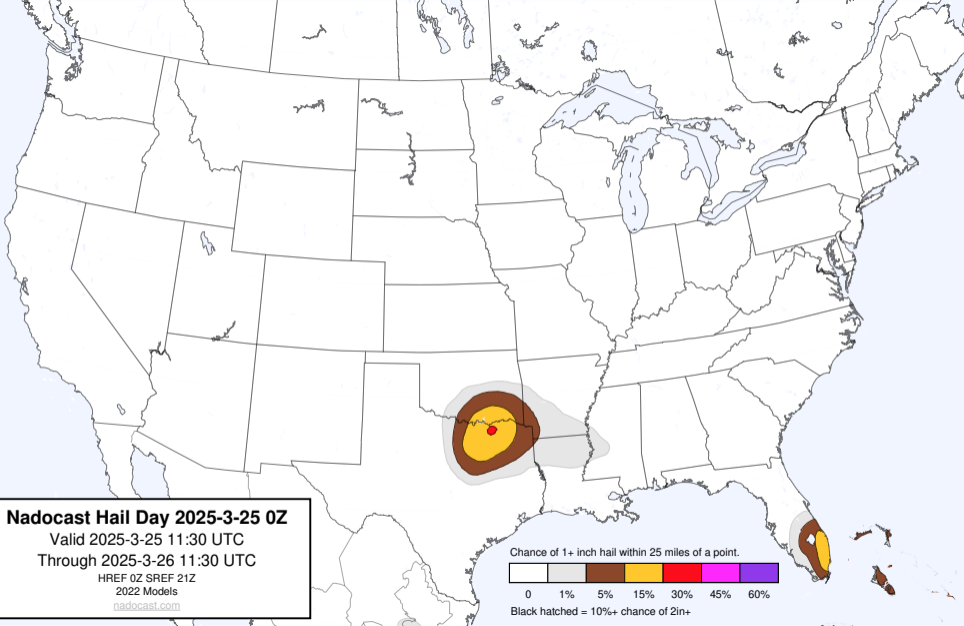 Nadocast Hail Day 2025-3-25 0Z
Valid 2025-3-25 11:30 UTC
Through 2025-3-26 11:30 UTC
HREF 0Z SREF 21Z
2022 Models
nadocast.com
Chance of 1+ inch hail within 25 miles of a point.
0 1% 5% 15% 30% 45% 60%
Black hatched = 10%+ chance of 2in+